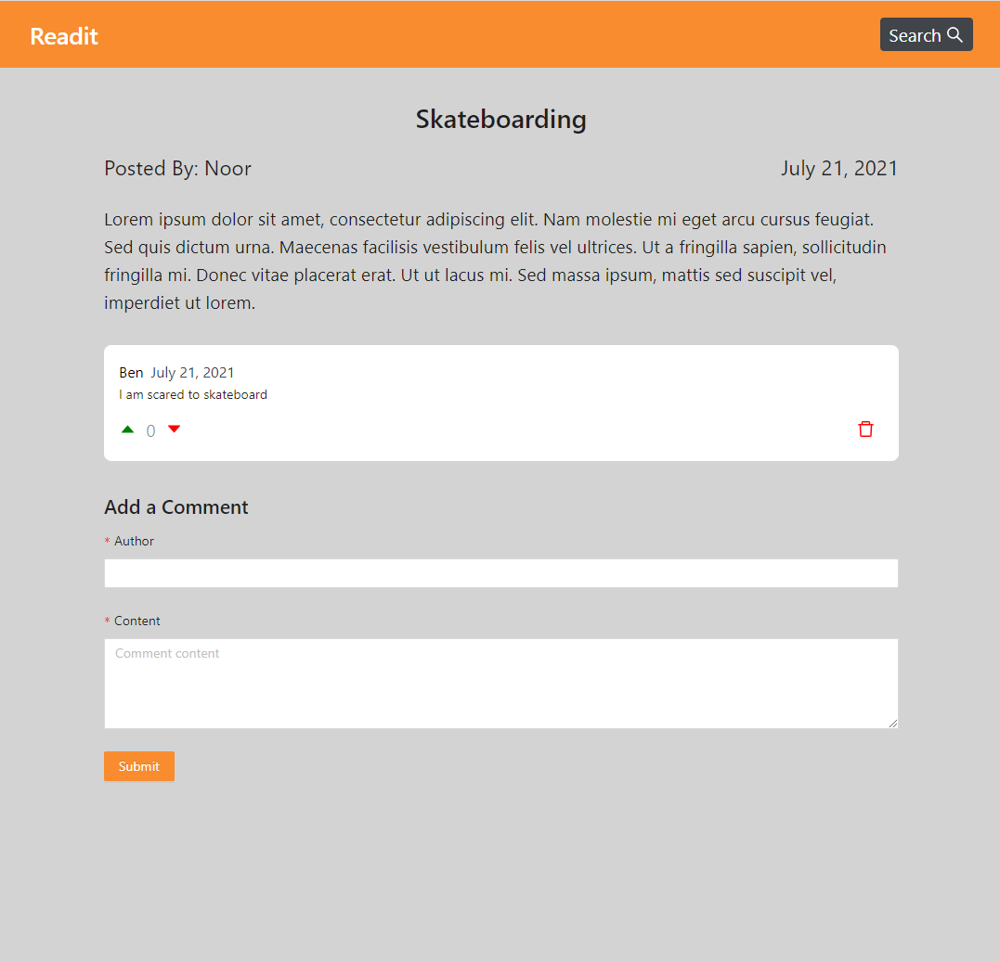 Readit
Search
Skateboarding
Posted By: Noor
July 21, 2021
Lorem ipsum dolor sit amet, consectetur adipiscing elit. Nam molestie mi eget arcu cursus feugiat.
Sed quis dictum urna. Maecenas facilisis vestibulum felis vel ultrices. Ut a fringilla sapien, sollicitudin
fringilla mi. Donec vitae placerat erat. Ut ut lacus mi. Sed massa ipsum, mattis sed suscipit vel,
imperdiet ut lorem.
Ben July 21, 2021
I am scared to skateboard
0
Add a Comment
* Author
* Content
Comment content
Submit